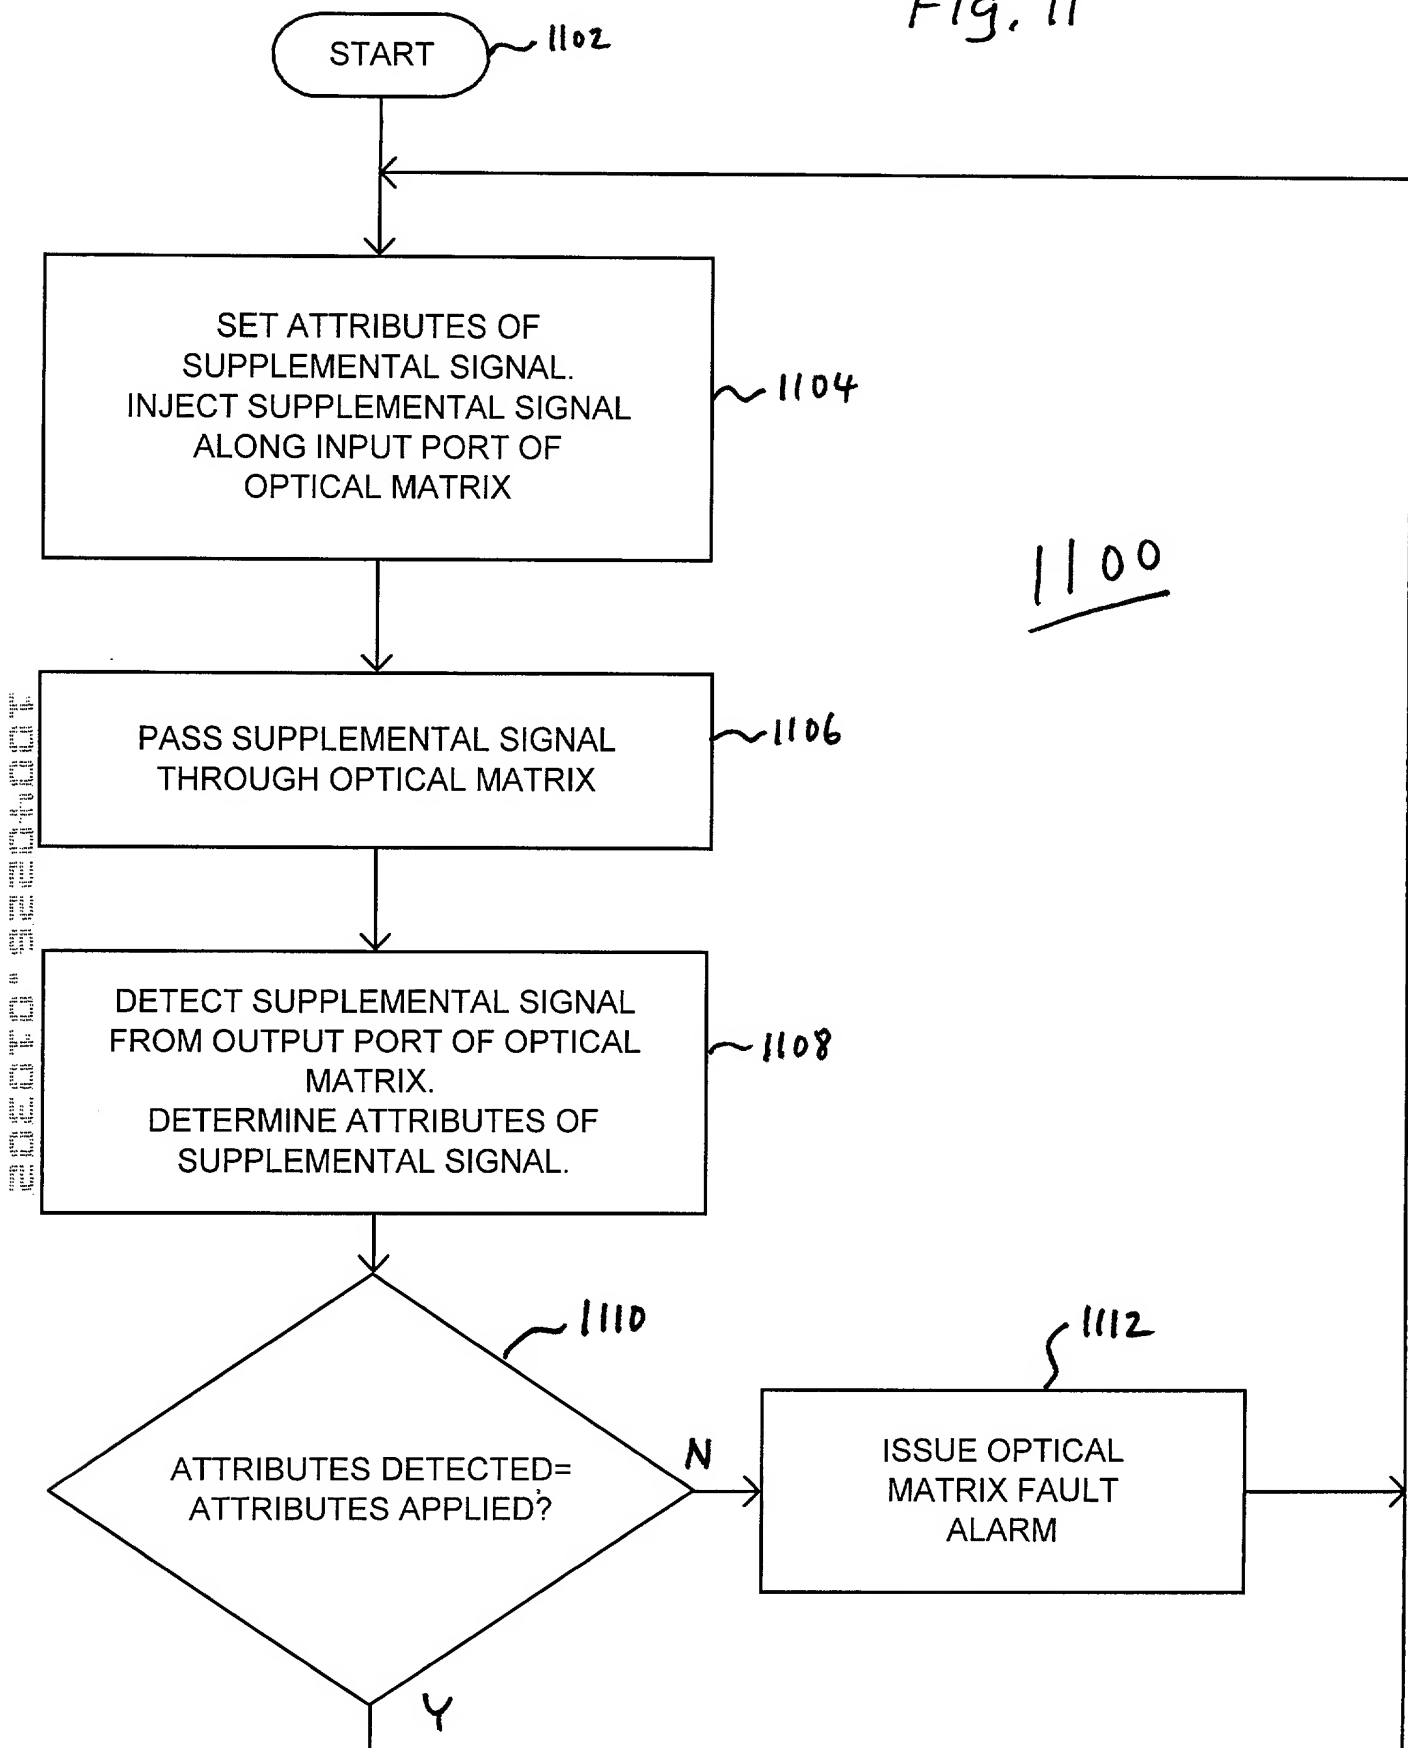 Fig. 11
START
1102
SET ATTRIBUTES OF
SUPPLEMENTAL SIGNAL.
INJECT SUPPLEMENTAL SIGNAL
ALONG INPUT PORT OF
OPTICAL MATRIX
1104
1100
PASS SUPPLEMENTAL SIGNAL
THROUGH OPTICAL MATRIX
1106
DETECT SUPPLEMENTAL SIGNAL
FROM OUTPUT PORT OF OPTICAL
MATRIX.
DETERMINE ATTRIBUTES OF
SUPPLEMENTAL SIGNAL.
1108
1110
ATTRIBUTES DETECTED=
ATTRIBUTES APPLIED?
N
1112
ISSUE OPTICAL
MATRIX FAULT
ALARM
Y